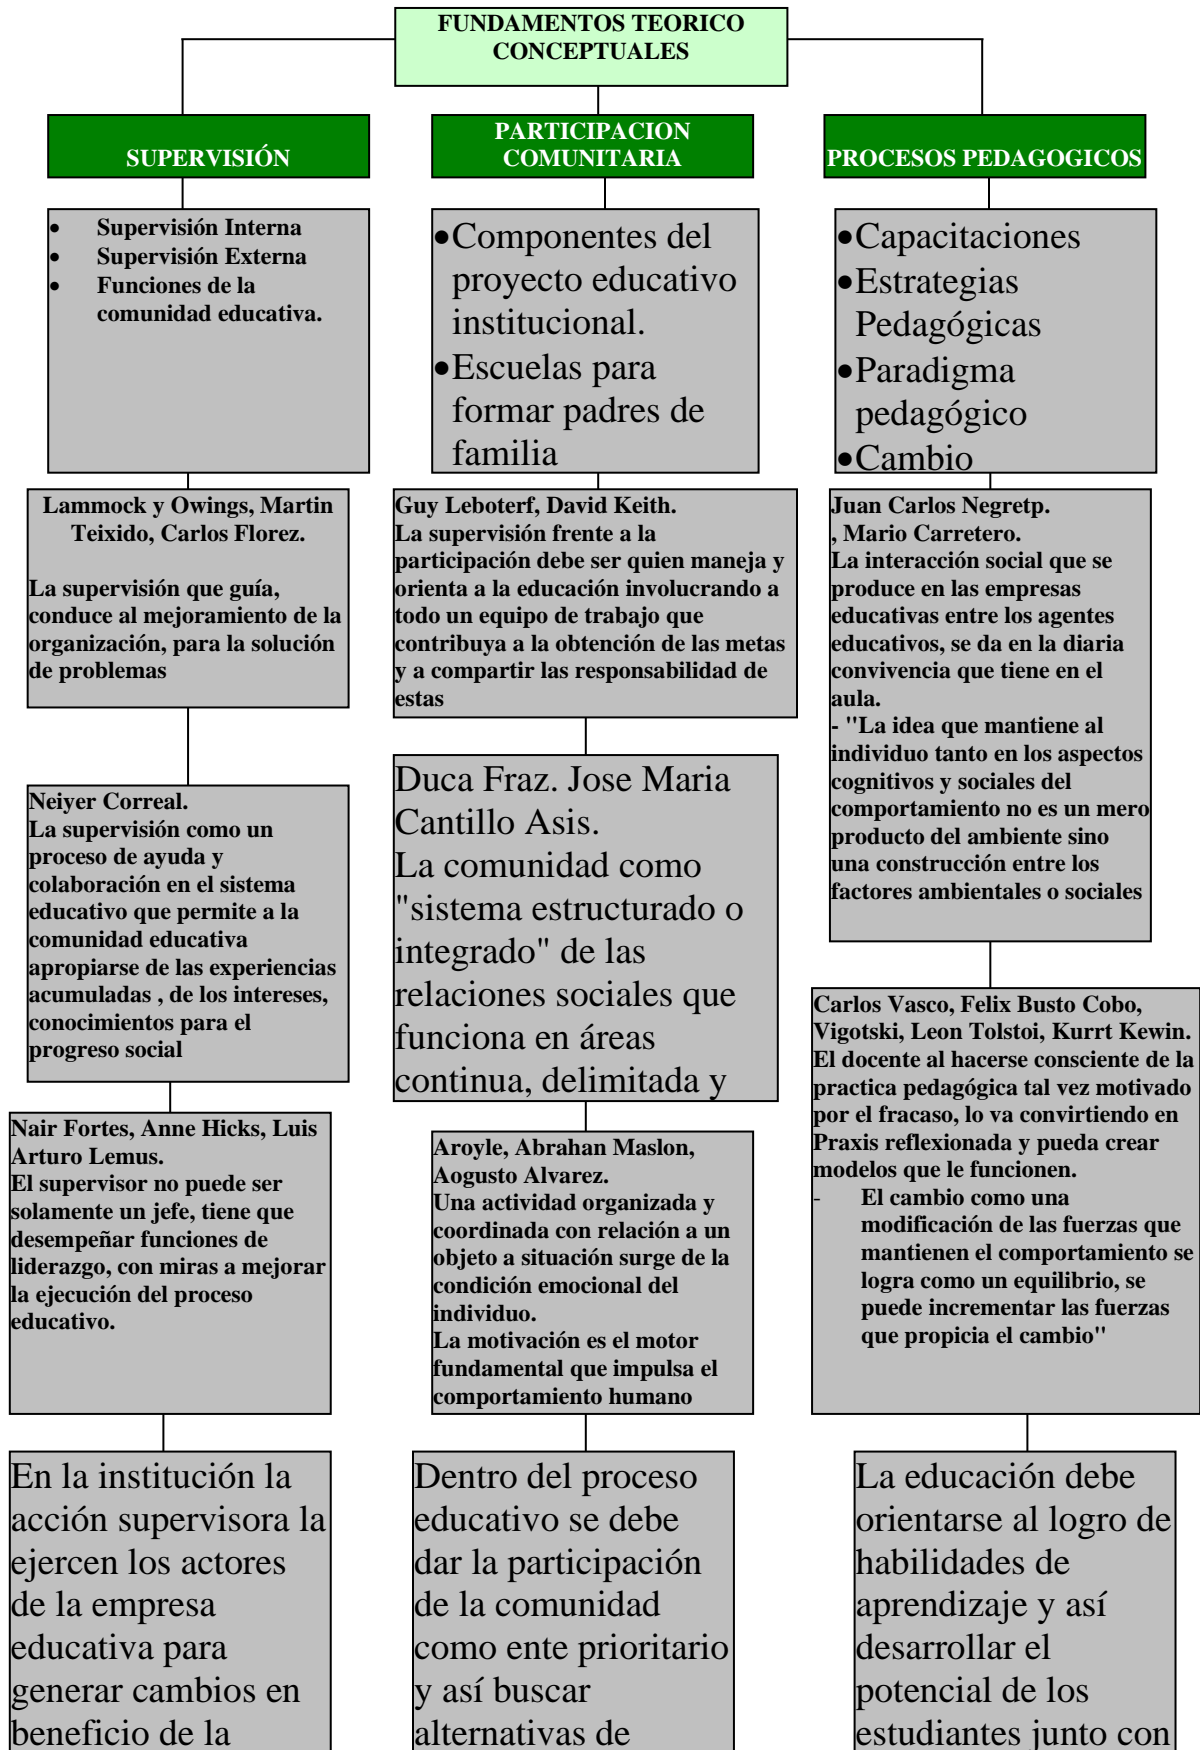 FUNDAMENTOS TEORICO
CONCEPTUALES
SUPERVISIÓN
•	Supervisión Interna
•	Supervisión Externa
•	Funciones de la
comunidad educativa.
Lammock y Owings, Martin
Teixido, Carlos Florez.
La supervisión que guía,
conduce al mejoramiento de la
organización, para la solución
de problemas
Neiyer Correal.
La supervisión como un
proceso de ayuda y
colaboración en el sistema
educativo que permite a la
comunidad educativa
apropiarse de las experiencias
acumuladas , de los intereses,
conocimientos para el
progreso social
Nair Fortes, Anne Hicks, Luis
Arturo Lemus.
El supervisor no puede ser
solamente un jefe, tiene que
desempeñar funciones de
liderazgo, con miras a mejorar
la ejecución del proceso
educativo.
En la institución la
acción supervisora la
ejercen los actores
de la empresa
educativa para
generar cambios en
beneficio de la
PARTICIPACION
COMUNITARIA
•Componentes del
proyecto educativo
institucional.
•Escuelas para
formar padres de
familia
Guy Leboterf, David Keith.
La supervisión frente a la
participación debe ser quien maneja y
orienta a la educación involucrando a
todo un equipo de trabajo que
contribuya a la obtención de las metas
y a compartir las responsabilidad de
estas
Duca Fraz. Jose Maria
Cantillo Asis.
La comunidad como
"sistema estructurado o
integrado" de las
relaciones sociales que
funciona en áreas
continua, delimitada y
Aroyle, Abrahan Maslon,
Aogusto Alvarez.
Una actividad organizada y
coordinada con relación a un
objeto a situación surge de la
condición emocional del
individuo.
La motivación es el motor
fundamental que impulsa el
comportamiento humano
Dentro del proceso
educativo se debe
dar la participación
de la comunidad
como ente prioritario
y así buscar
alternativas de
PROCESOS PEDAGOGICOS
•Capacitaciones
•Estrategias
Pedagógicas
•Paradigma
pedagógico
•Cambio
Juan Carlos Negretp.
, Mario Carretero.
La interacción social que se
produce en las empresas
educativas entre los agentes
educativos, se da en la diaria
convivencia que tiene en el
aula.
- "La idea que mantiene al
individuo tanto en los aspectos
cognitivos y sociales del
comportamiento no es un mero
producto del ambiente sino
una construcción entre los
factores ambientales o sociales
Carlos Vasco, Felix Busto Cobo,
Vigotski, Leon Tolstoi, Kurrt Kewin.
El docente al hacerse consciente de la
practica pedagógica tal vez motivado
por el fracaso, lo va convirtiendo en
Praxis reflexionada y pueda crear
modelos que le funcionen.
-	El cambio como una
modificación de las fuerzas que
mantienen el comportamiento se
logra como un equilibrio, se
puede incrementar las fuerzas
que propicia el cambio"
La educación debe
orientarse al logro de
habilidades de
aprendizaje y así
desarrollar el
potencial de los
estudiantes junto con